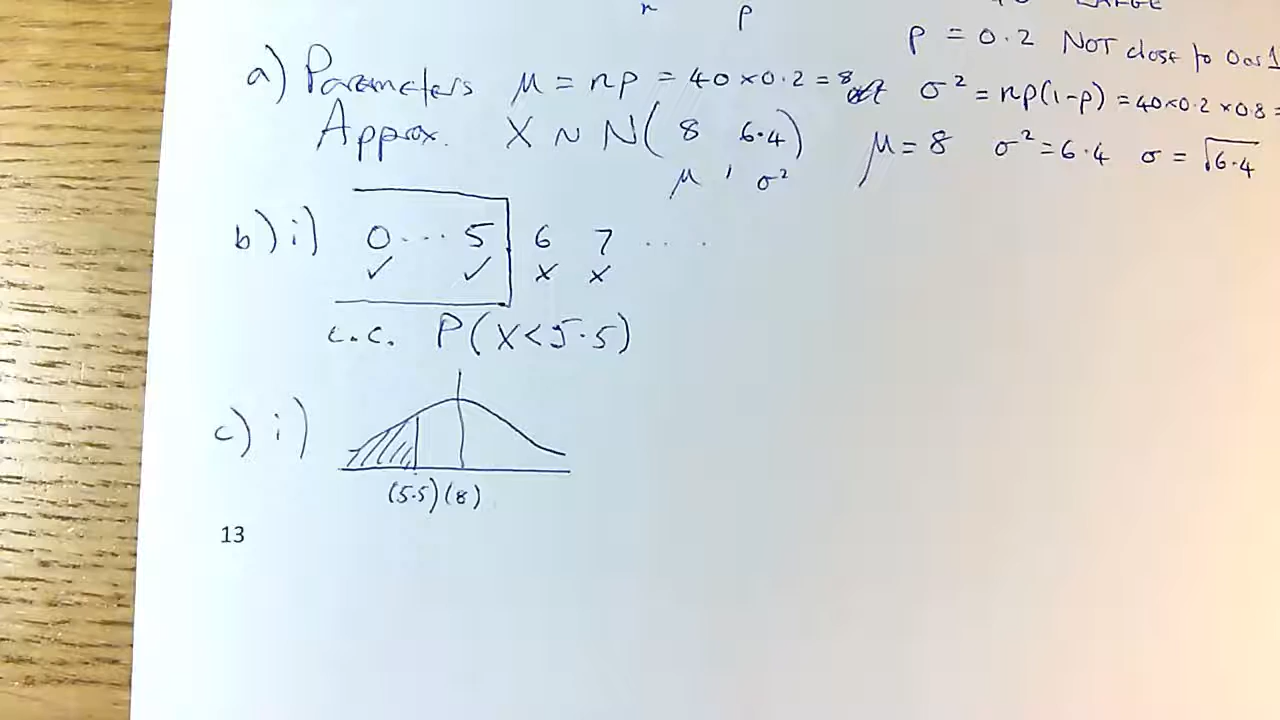 n p
p = 0.2 NOT close to 0 or 1
a) Parameters μ = np = 40 × 0.2 = 8 σ² = np(1-p) = 40×0.2×0.8 =
Approx. X ~ N( 8 6.4) μ = 8 σ² = 6.4 σ = √6.4
μ , σ²
b) i) 0 ... 5 6 7 ....
✓ ✓ × ×
c.c. P(X<5.5)
c) i)
(5.5) (8)
13